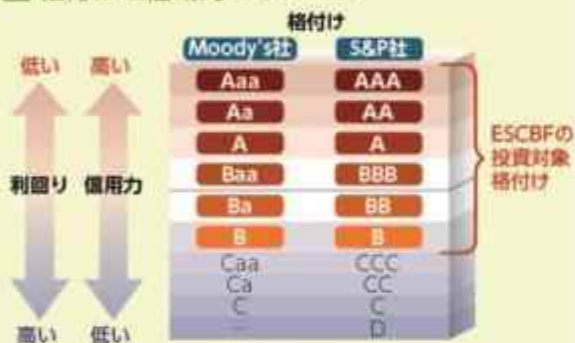 格付け
Moody's社 S&P社
低い 高い
Aaa AAA
Aa AA
A A
Baa BBB
Ba BB
B B
Caa CCC
Ca CC
C C
- D
利回り 信用力
高い 低い
ESCBFの
投資対象
格付け